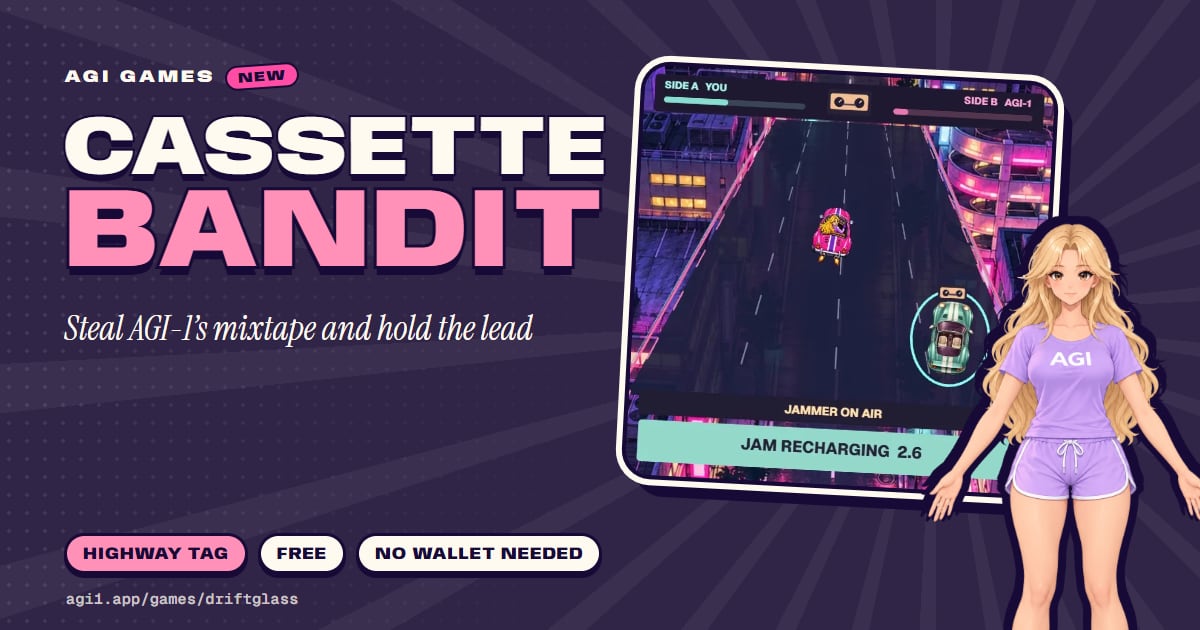 AGI GAMES NEW
CASSETTE
BANDIT
Steal AGI-1's mixtape and hold the lead
HIGHWAY TAG FREE NO WALLET NEEDED
agi1.app/games/driftglass
SIDE A YOU
SIDE B AGI-1
JAMMER ON AIR
JAM RECHARGING 2.6
AGI